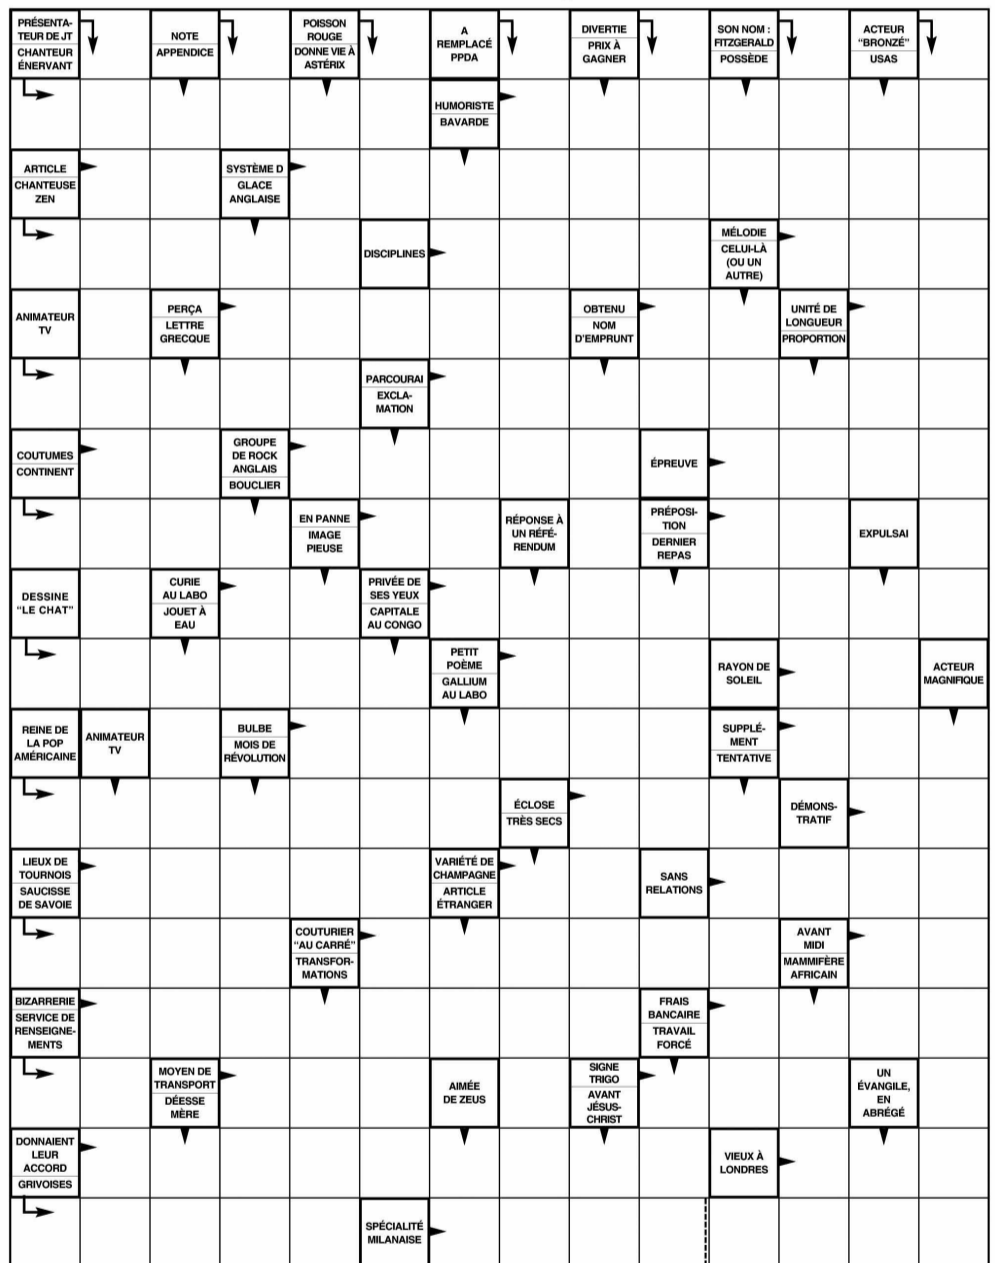 PRÉSENTA-
TEUR DE JT
CHANTEUR
ÉNERVANT
NOTE
APPENDICE
POISSON
ROUGE
DONNE VIE À
ASTÉRIX
A
REMPLACÉ
PPDA
DIVERTIE
PRIX À
GAGNER
SON NOM :
FITZGERALD
POSSÈDE
ACTEUR
"BRONZÉ"
USAS
HUMORISTE
BAVARDE
ARTICLE
CHANTEUSE
ZEN
SYSTÈME D
GLACE
ANGLAISE
DISCIPLINES
MÉLODIE
CELUI-LÀ
(OU UN
AUTRE)
ANIMATEUR
TV
PERÇA
LETTRE
GRECQUE
OBTENU
NOM
D'EMPRUNT
UNITÉ DE
LONGUEUR
PROPORTION
PARCOURAI
EXCLA-
MATION
COUTUMES
CONTINENT
GROUPE
DE ROCK
ANGLAIS
BOUCLIER
ÉPREUVE
EN PANNE
IMAGE
PIEUSE
RÉPONSE À
UN RÉFÉ-
RENDUM
PRÉPOSI-
TION
DERNIER
REPAS
EXPULSAI
DESSINE
"LE CHAT"
CURIE
AU LABO
JOUET À
EAU
PRIVÉE DE
SES YEUX
CAPITALE
AU CONGO
PETIT
POÈME
GALLIUM
AU LABO
RAYON DE
SOLEIL
ACTEUR
MAGNIFIQUE
REINE DE
LA POP
AMÉRICAINE
ANIMATEUR
TV
BULBE
MOIS DE
RÉVOLUTION
SUPPLÉ-
MENT
TENTATIVE
ÉCLOSE
TRÈS SECS
DÉMONS-
TRATIF
LIEUX DE
TOURNOIS
SAUCISSE
DE SAVOIE
VARIÉTÉ DE
CHAMPAGNE
ARTICLE
ÉTRANGER
SANS
RELATIONS
COUTURIER
"AU CARRÉ"
TRANSFOR-
MATIONS
AVANT
MIDI
MAMMIFÈRE
AFRICAIN
BIZARRERIE
SERVICE DE
RENSEIGNE-
MENTS
FRAIS
BANCAIRE
TRAVAIL
FORCÉ
MOYEN DE
TRANSPORT
DÉESSE
MÈRE
AIMÉE
DE ZEUS
SIGNE
TRIGO
AVANT
JÉSUS-
CHRIST
UN
ÉVANGILE,
EN
ABRÉGÉ
DONNAIENT
LEUR
ACCORD
GRIVOISES
VIEUX À
LONDRES
SPÉCIALITÉ
MILANAISE